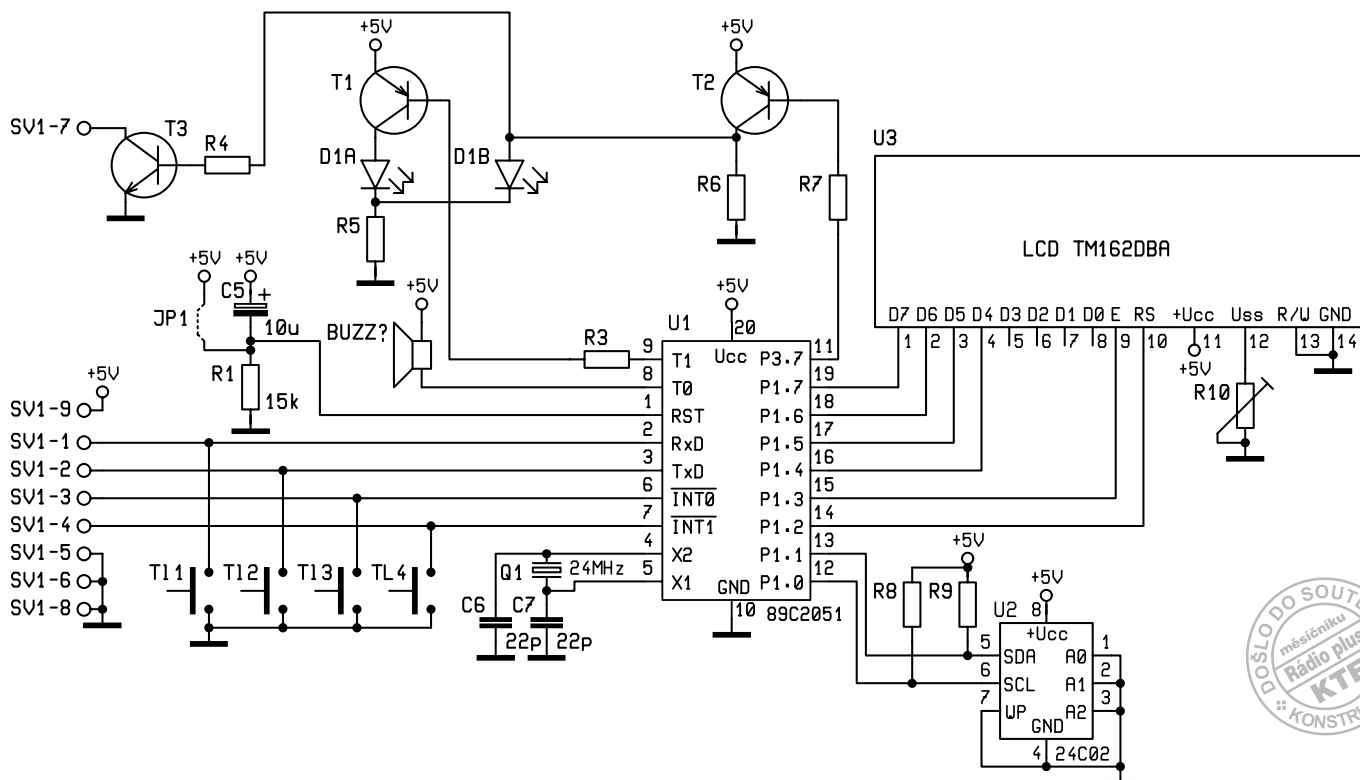 +5V
+5V
T1
T2
SV1-7
T3
R4
U3
D1A
D1B
R6
R7
R5
LCD TM162DBA
+5V
+5V
C5
+
+5V
+5V
JP1
10u
BUZZ?
R3
U1
20
Ucc
D7 D6 D5 D4 D3 D2 D1 D0 E RS +Ucc Uss R/W GND
1 2 3 4 5 6 7 8 9 10 11 12 13 14
+5V
R1
15k
R10
+5V
SV1-9
SV1-1
SV1-2
SV1-3
SV1-4
SV1-5
SV1-6
SV1-8
9 T1 P3.7 11
8 T0 P1.7 19
1 RST P1.6 18
2 RxD P1.5 17
3 TxD P1.4 16
6 INT0 P1.3 15
7 INT1 P1.2 14
4 X2 P1.1 13
5 X1 P1.0 12
GND
10
89C2051
Tl1
Tl2
Tl3
TL4
Q1
24MHz
C6
22p
C7
22p
+5V
R8
R9
+5V
U2
8
+Ucc
5 SDA A0 1
6 SCL A1 2
7 WP A2 3
GND
4
24C02
DOŠLO DO SOUTĚ
měsíčníku
Rádio plus
KTE
KONSTR